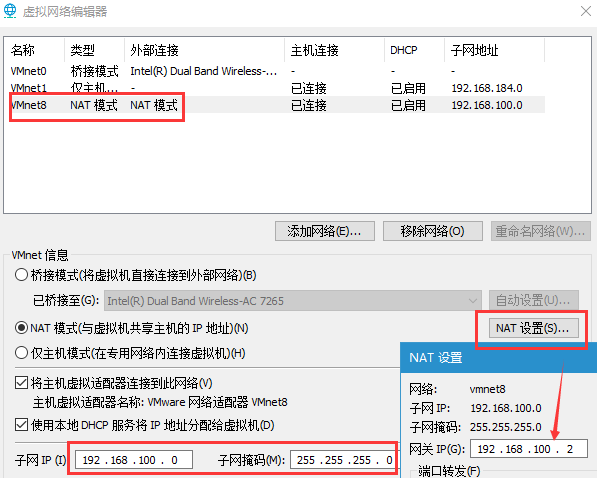 虚拟网络编辑器
名称 类型 外部连接 主机连接 DHCP 子网地址
VMnet0 桥接模式 Intel(R) Dual Band Wireless-... - - -
VMnet1 仅主机... - 已连接 已启用 192.168.184.0
VMnet8 NAT 模式 NAT 模式 已连接 已启用 192.168.100.0
添加网络(E)... 移除网络(O) 重命名网络(W)...
VMnet 信息
桥接模式(将虚拟机直接连接到外部网络)(B)
已桥接至(G): Intel(R) Dual Band Wireless-AC 7265 自动设置(U)...
NAT 模式(与虚拟机共享主机的 IP 地址)(N) NAT 设置(S)...
仅主机模式(在专用网络内连接虚拟机)(H)
将主机虚拟适配器连接到此网络(V)
主机虚拟适配器名称: VMware 网络适配器 VMnet8
使用本地 DHCP 服务将 IP 地址分配给虚拟机(D)
子网 IP (I) 192 .168 .100 . 0 子网掩码(M): 255 .255 .255 . 0
NAT 设置
网络: vmnet8
子网 IP: 192.168.100.0
子网掩码: 255.255.255.0
网关 IP(G): 192 .168 .100 . 2
端口转发(F)